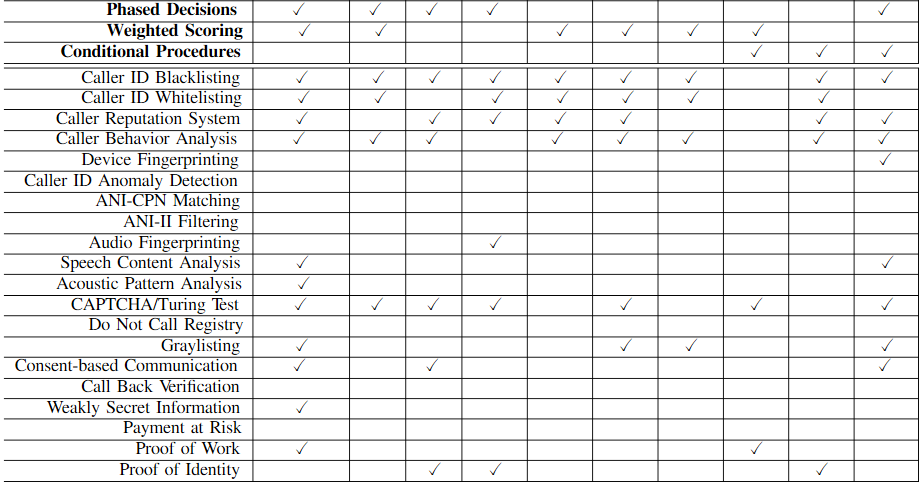 Phased Decisions ✓ ✓ ✓ ✓ ✓
Weighted Scoring ✓ ✓ ✓ ✓ ✓ ✓
Conditional Procedures ✓ ✓ ✓
Caller ID Blacklisting ✓ ✓ ✓ ✓ ✓ ✓ ✓ ✓ ✓
Caller ID Whitelisting ✓ ✓ ✓ ✓ ✓ ✓ ✓
Caller Reputation System ✓ ✓ ✓ ✓ ✓ ✓ ✓
Caller Behavior Analysis ✓ ✓ ✓ ✓ ✓ ✓ ✓ ✓
Device Fingerprinting ✓
Caller ID Anomaly Detection
ANI-CPN Matching
ANI-II Filtering
Audio Fingerprinting ✓
Speech Content Analysis ✓ ✓
Acoustic Pattern Analysis ✓
CAPTCHA/Turing Test ✓ ✓ ✓ ✓ ✓ ✓ ✓
Do Not Call Registry
Graylisting ✓ ✓ ✓ ✓
Consent-based Communication ✓ ✓ ✓
Call Back Verification
Weakly Secret Information ✓
Payment at Risk
Proof of Work ✓ ✓
Proof of Identity ✓ ✓ ✓